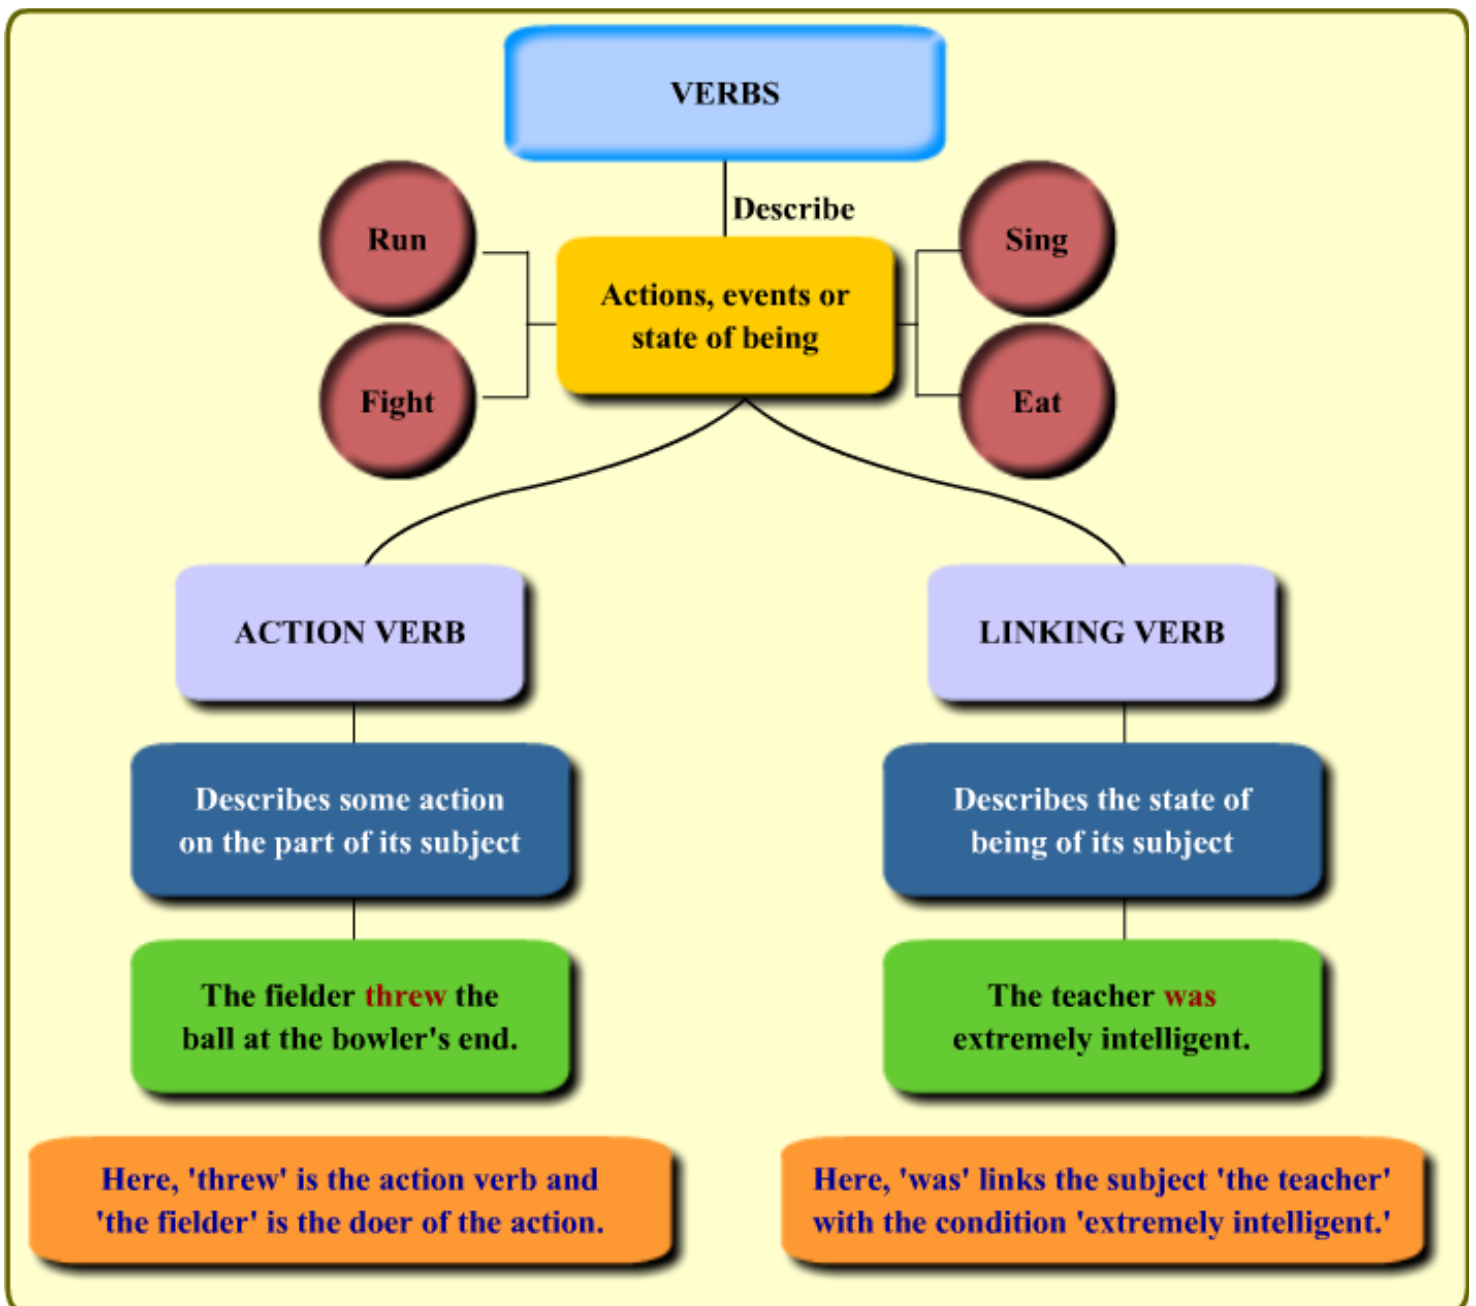 VERBS
Describe
Run
Sing
Actions, events or
state of being
Fight
Eat
ACTION VERB
LINKING VERB
Describes some action
on the part of its subject
Describes the state of
being of its subject
The fielder threw the
ball at the bowler's end.
The teacher was
extremely intelligent.
Here, 'threw' is the action verb and
'the fielder' is the doer of the action.
Here, 'was' links the subject 'the teacher'
with the condition 'extremely intelligent.'